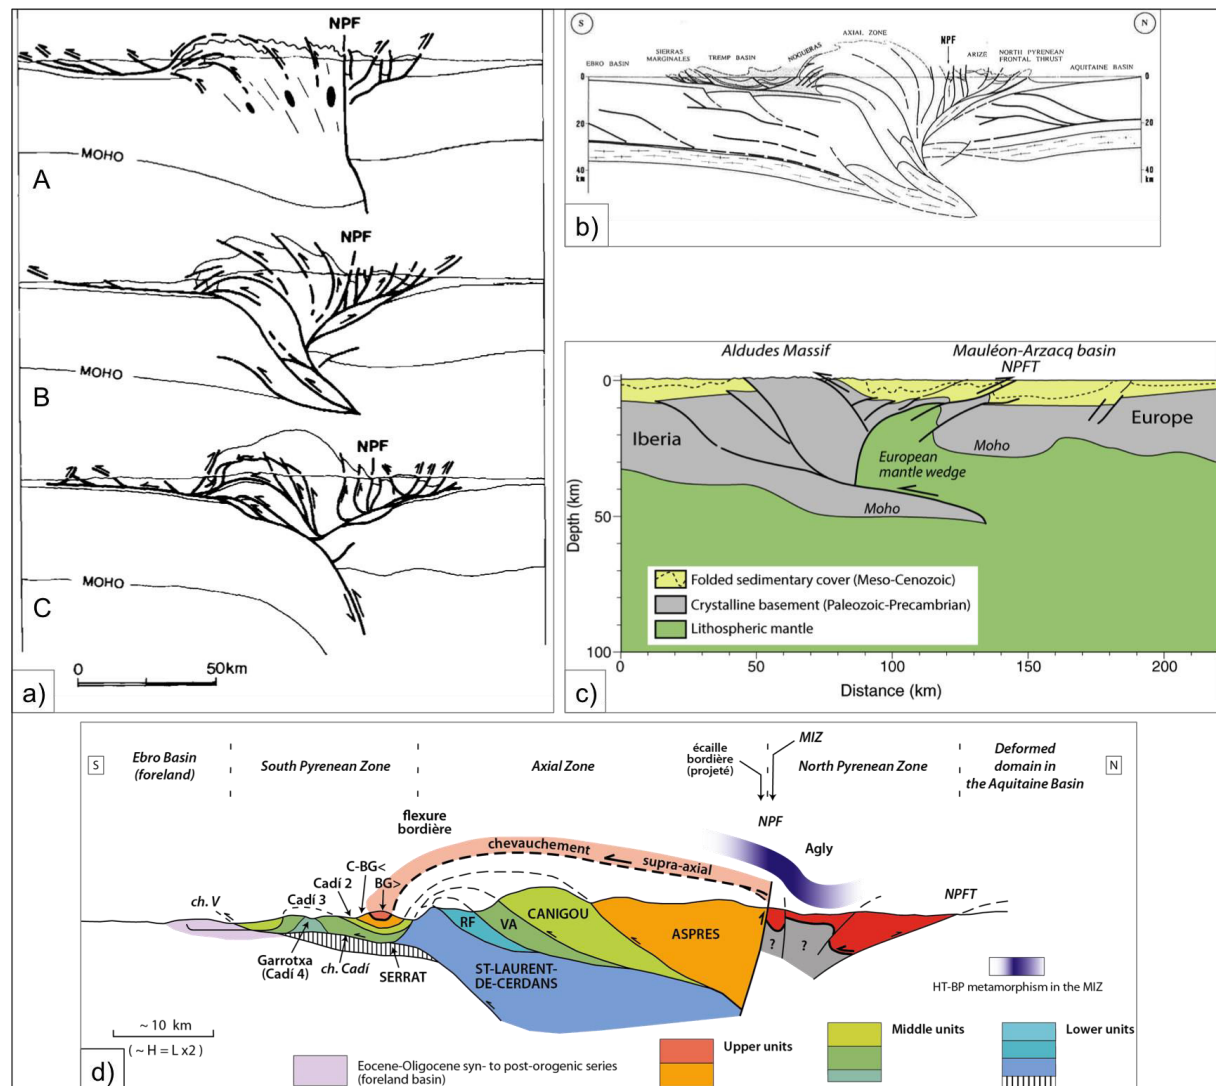 NPF
MOHO
A
NPF
MOHO
B
NPF
MOHO
C
0 50km
a)
S N
AXIAL ZONE
NPF
SIERRAS MARGINALES
TREMP BASIN
NOGUERAS
ARIZE
NORTH PYRENEAN FRONTAL THRUST
EBRO BASIN
AQUITAINE BASIN
0 0
20 20
40 40
km km
b)
Aldudes Massif
Mauléon-Arzacq basin
NPFT
0
Iberia
Europe
Moho
European
mantle wedge
50
Moho
Depth (km)
Folded sedimentary cover (Meso-Cenozoic)
Crystalline basement (Paleozoic-Precambrian)
Lithospheric mantle
100
0 50 100 150 200
Distance (km)
c)
S N
Ebro Basin
(foreland)
South Pyrenean Zone
Axial Zone
écaille
bordière
(projeté)
MIZ
North Pyrenean Zone
Deformed
domain in
the Aquitaine Basin
NPF
flexure
bordière
chevauchement
supra-axial
Agly
C-BG<
BG>
Cadí 2
Cadí 3
ch. V
NPFT
RF
VA
CANIGOU
ASPRES
Garrotxa
(Cadí 4)
ch. Cadí
SERRAT
ST-LAURENT-
DE-CERDANS
? ?
HT-BP metamorphism in the MIZ
~ 10 km
(~ H = L x2 )
Eocene-Oligocene syn- to post-orogenic series
(foreland basin)
Upper units
Middle units
Lower units
d)